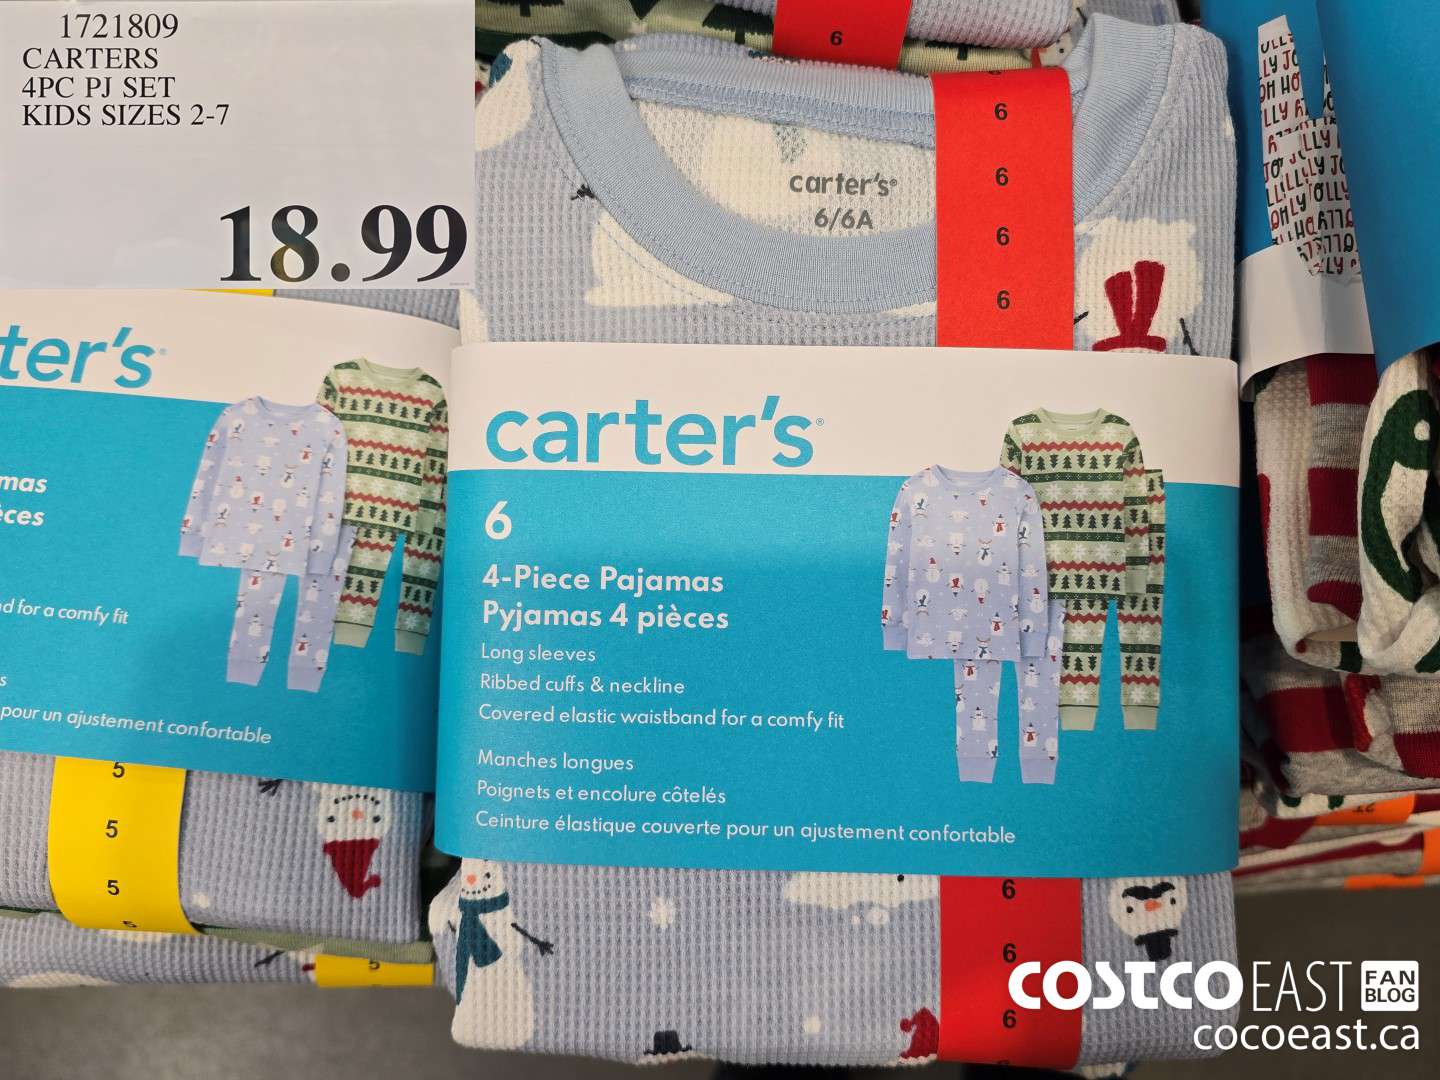 1721809
CARTERS
4PC PJ SET
KIDS SIZES 2-7
18.99
6
6
6
6
6
carter's®
6/6A
ter's
mas
èces
d for a comfy fit
s
pour un ajustement confortable
carter's®
6
4-Piece Pajamas
Pyjamas 4 pièces
Long sleeves
Ribbed cuffs & neckline
Covered elastic waistband for a comfy fit
Manches longues
Poignets et encolure côtelés
Ceinture élastique couverte pour un ajustement confortable
5
5
5
5
5
6
6
6
12
COSTCO EAST FAN BLOG
cocoeast.ca